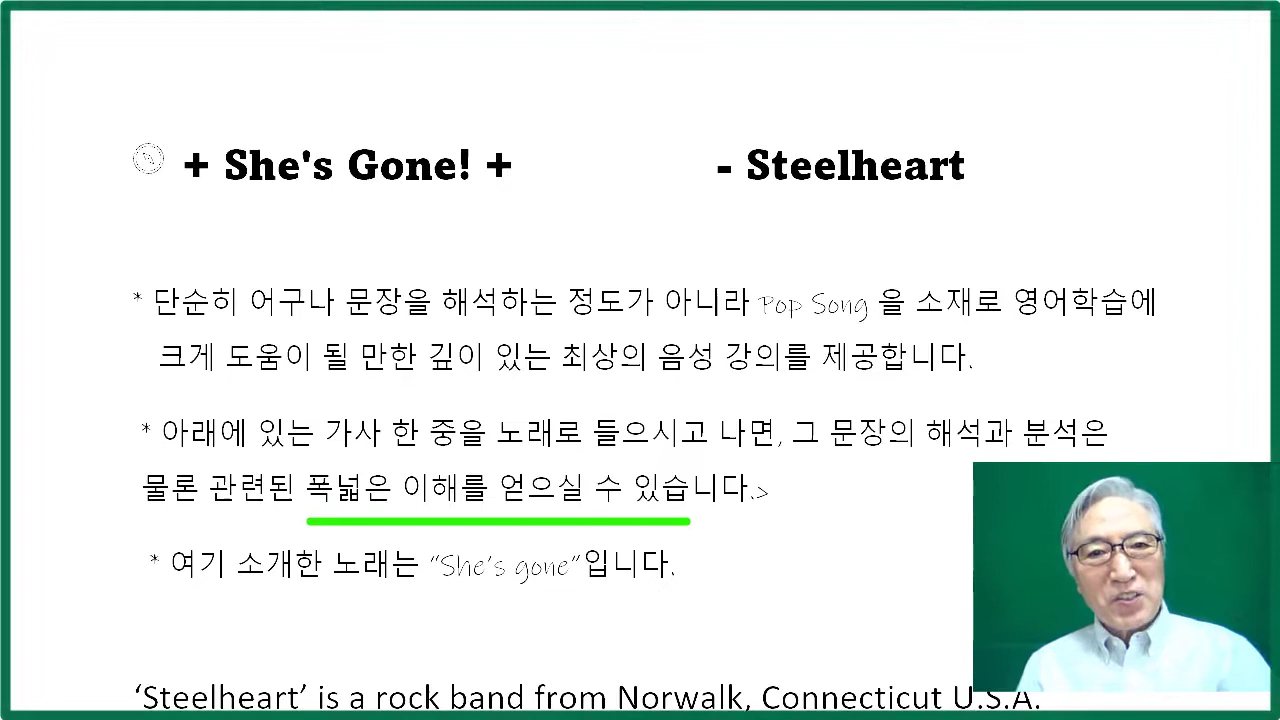 + She's Gone! + - Steelheart
* 단순히 어구나 문장을 해석하는 정도가 아니라 Pop Song 을 소재로 영어학습에
크게 도움이 될 만한 깊이 있는 최상의 음성 강의를 제공합니다.
* 아래에 있는 가사 한 중을 노래로 들으시고 나면, 그 문장의 해석과 분석은
물론 관련된 폭넓은 이해를 얻으실 수 있습니다.>
* 여기 소개한 노래는 “She's gone”입니다.
‘Steelheart’ is a rock band from Norwalk, Connecticut U.S.A.